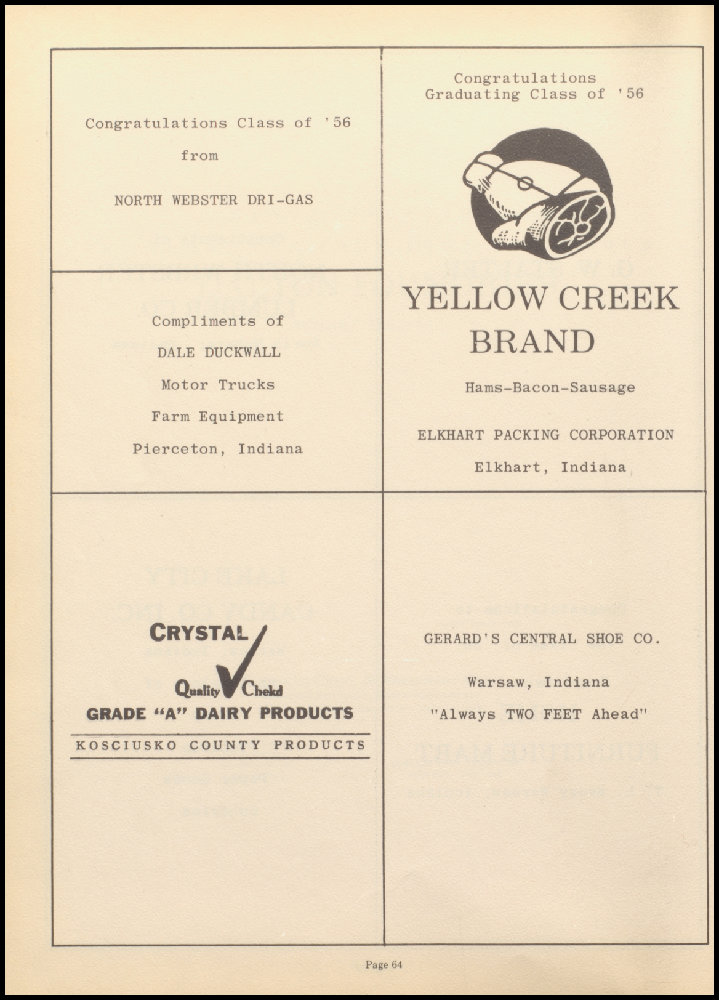 Congratulations Class of '56
from
NORTH WEBSTER DRI-GAS
Congratulations
Graduating Class of '56
YELLOW CREEK
BRAND
Hams-Bacon-Sausage
ELKHART PACKING CORPORATION
Elkhart, Indiana
Compliments of
DALE DUCKWALL
Motor Trucks
Farm Equipment
Pierceton, Indiana
CRYSTAL
Quality Chekd
GRADE "A" DAIRY PRODUCTS
KOSCIUSKO COUNTY PRODUCTS
GERARD'S CENTRAL SHOE CO.
Warsaw, Indiana
"Always TWO FEET Ahead"
Page 64